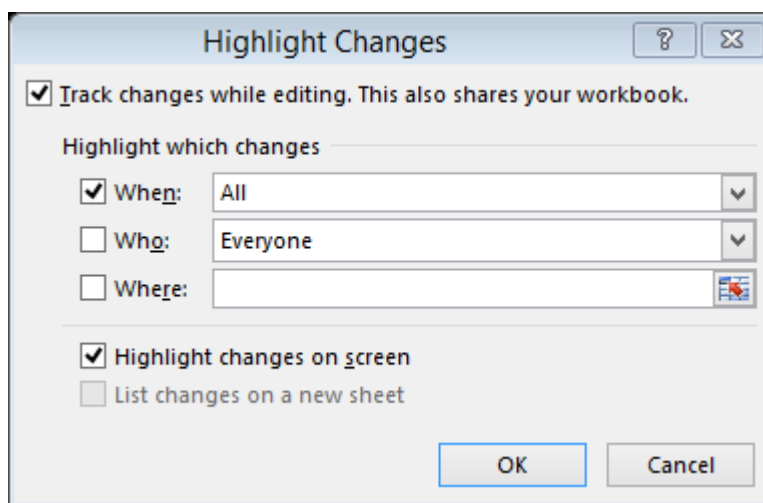 Highlight Changes
Track changes while editing. This also shares your workbook.
Highlight which changes
When: All
Who: Everyone
Where:
Highlight changes on screen
List changes on a new sheet
OK Cancel